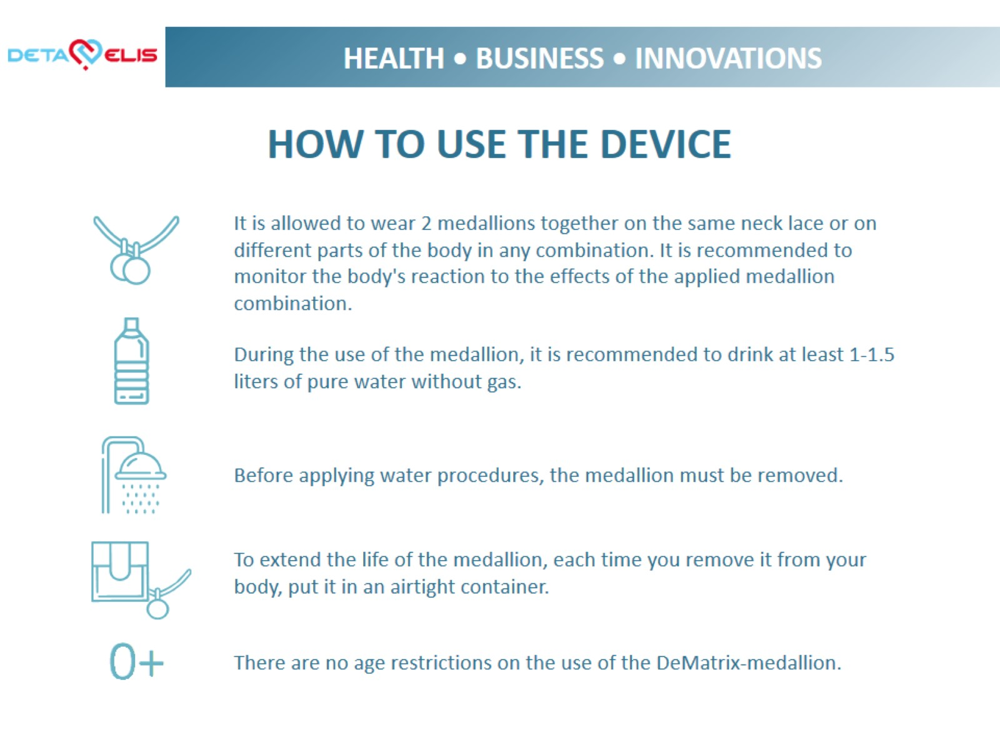 DETA ELIS
HEALTH • BUSINESS • INNOVATIONS
HOW TO USE THE DEVICE
It is allowed to wear 2 medallions together on the same neck lace or on
different parts of the body in any combination. It is recommended to
monitor the body's reaction to the effects of the applied medallion
combination.
During the use of the medallion, it is recommended to drink at least 1-1.5
liters of pure water without gas.
Before applying water procedures, the medallion must be removed.
To extend the life of the medallion, each time you remove it from your
body, put it in an airtight container.
0+
There are no age restrictions on the use of the DeMatrix-medallion.